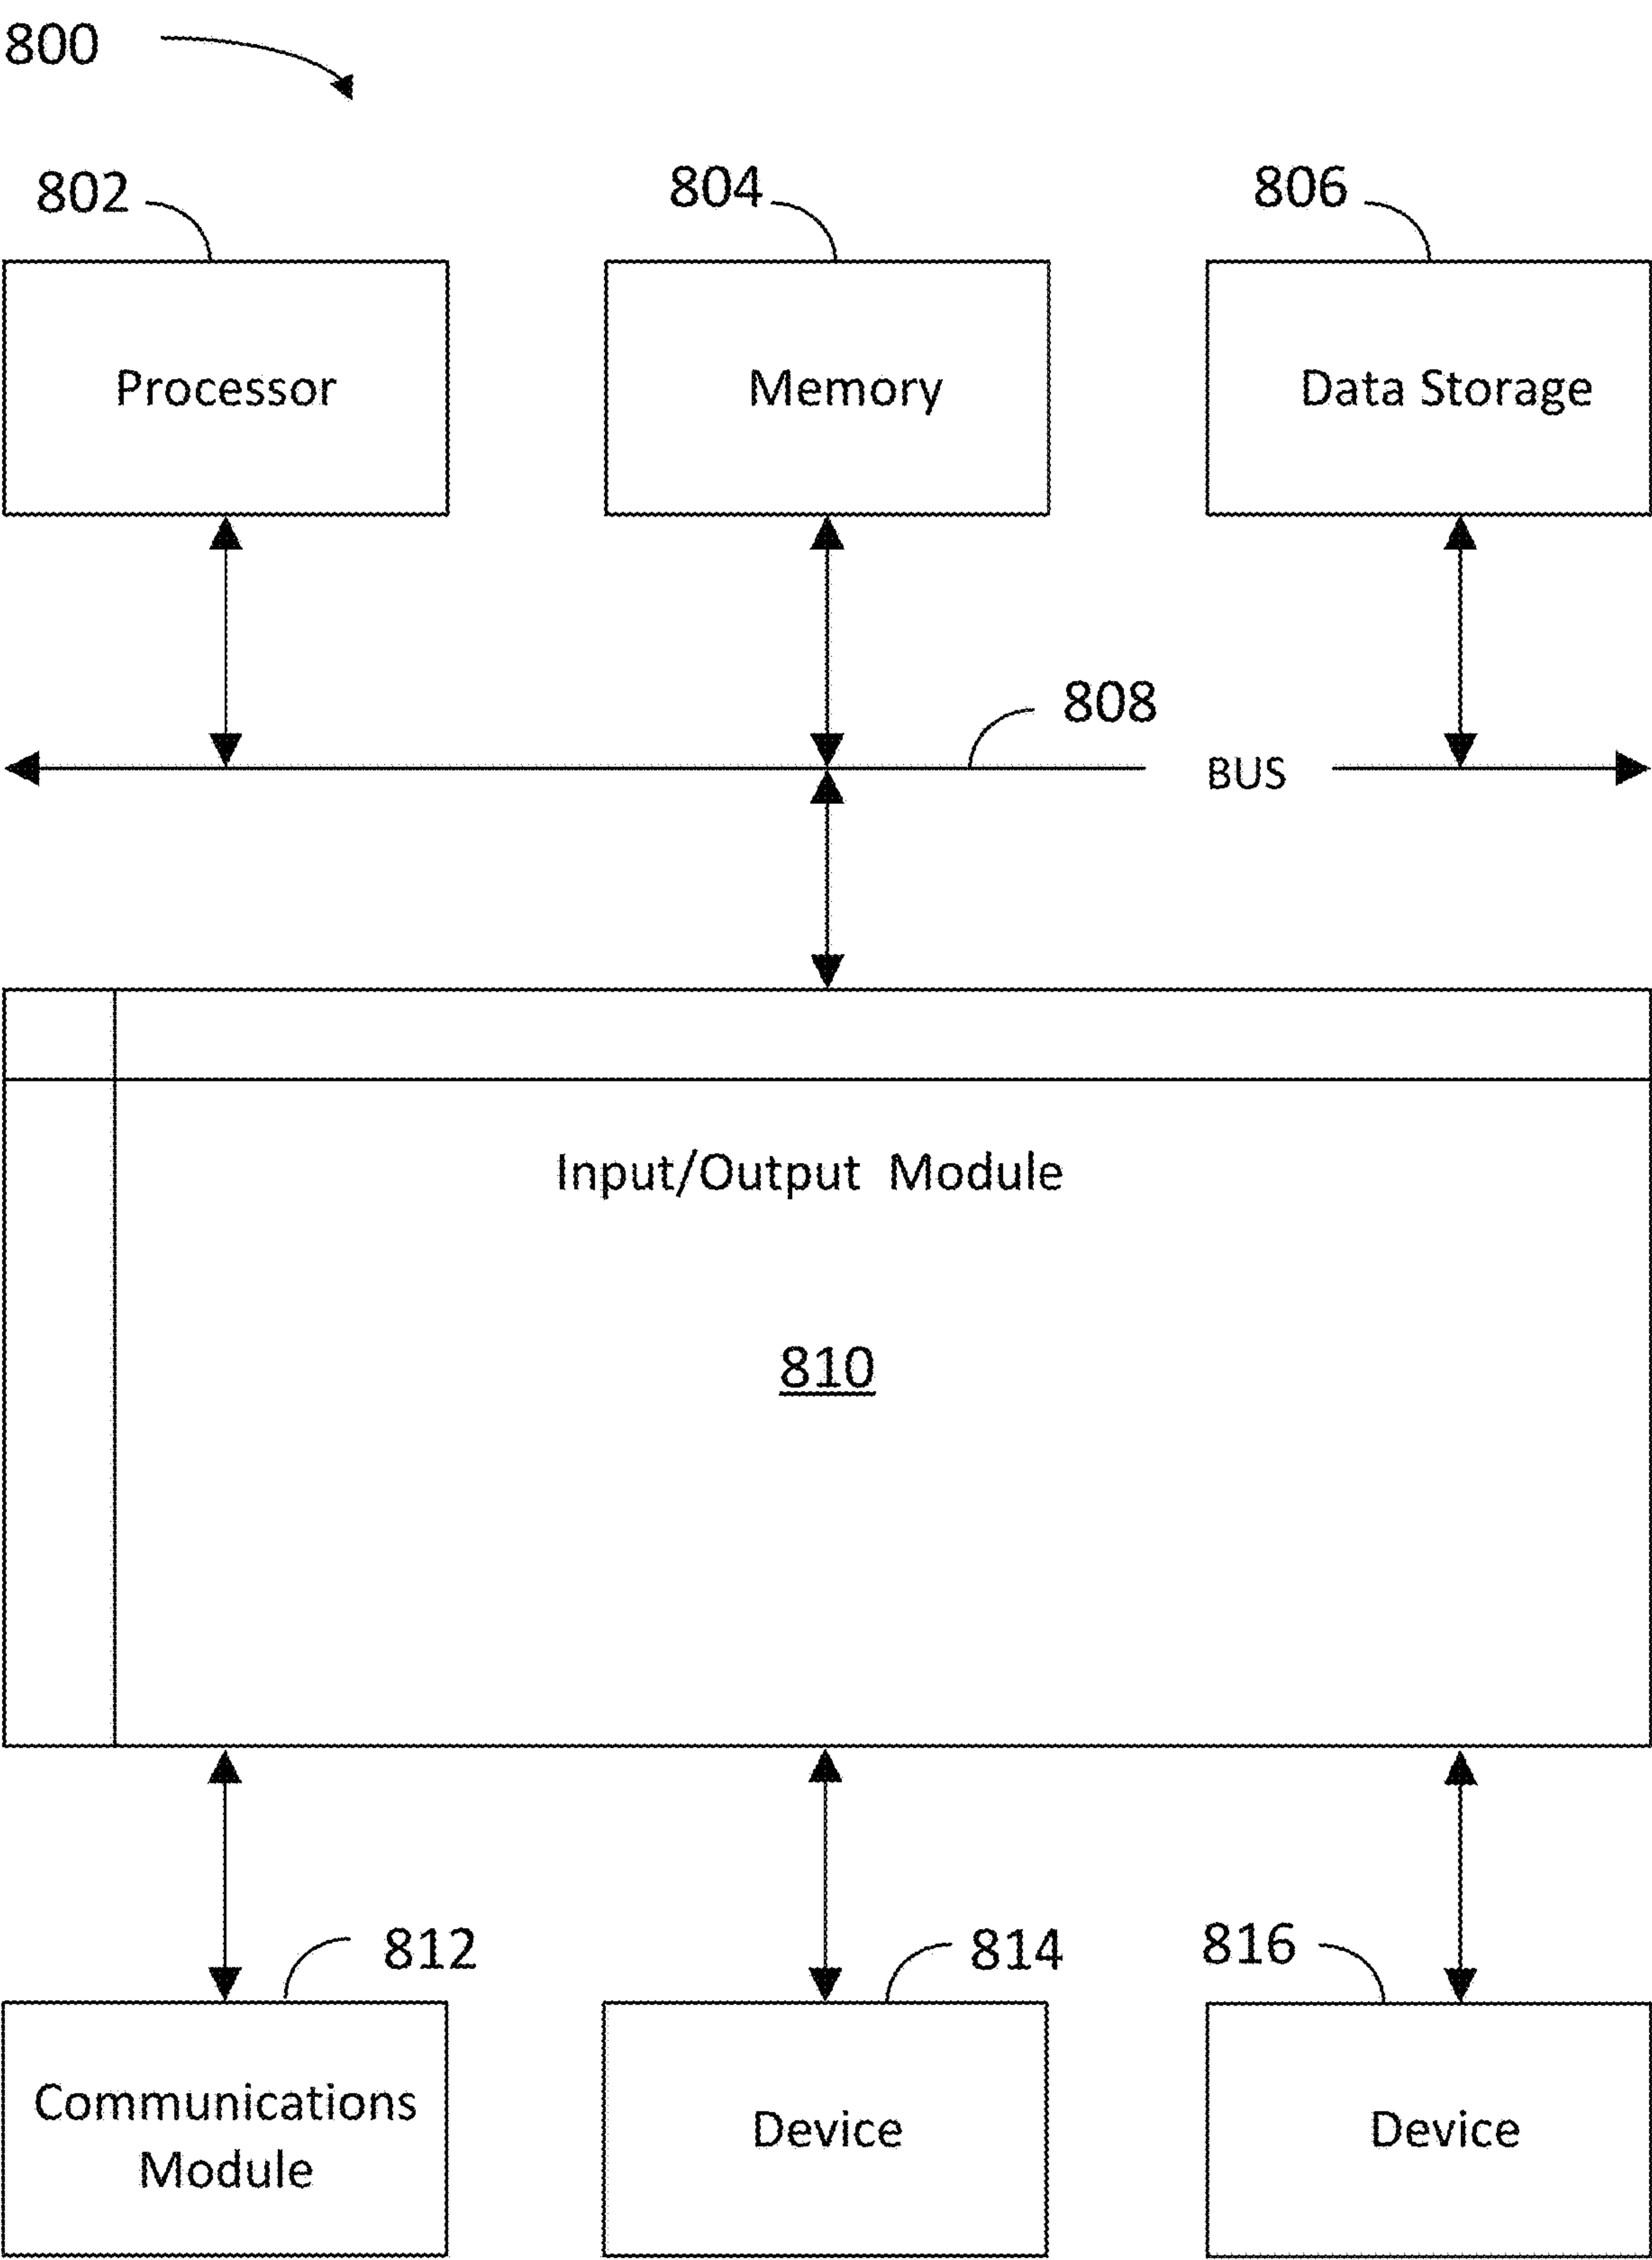 800
802
804
806
Processor
Memory
Data Storage
808
BUS
Input/Output Module
810
812
814
816
Communications
Module
Device
Device